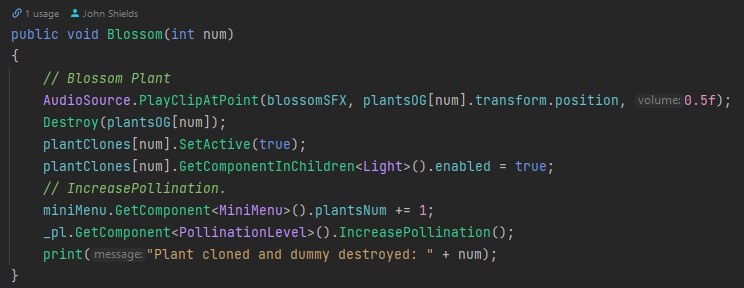 1 usage John Shields
public void Blossom(int num)
{
// Blossom Plant
AudioSource.PlayClipAtPoint(blossomSFX, plantsOG[num].transform.position, volume: 0.5f);
Destroy(plantsOG[num]);
plantClones[num].SetActive(true);
plantClones[num].GetComponentInChildren<Light>().enabled = true;
// IncreasePollination.
miniMenu.GetComponent<MiniMenu>().plantsNum += 1;
_pl.GetComponent<PollinationLevel>().IncreasePollination();
print(message: "Plant cloned and dummy destroyed: " + num);
}